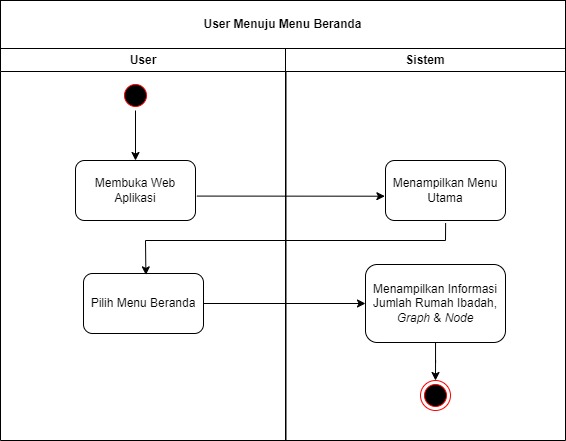 User Menuju Menu Beranda
User
Sistem
Membuka Web
Aplikasi
Menampilkan Menu
Utama
Pilih Menu Beranda
Menampilkan Informasi
Jumlah Rumah Ibadah,
Graph & Node